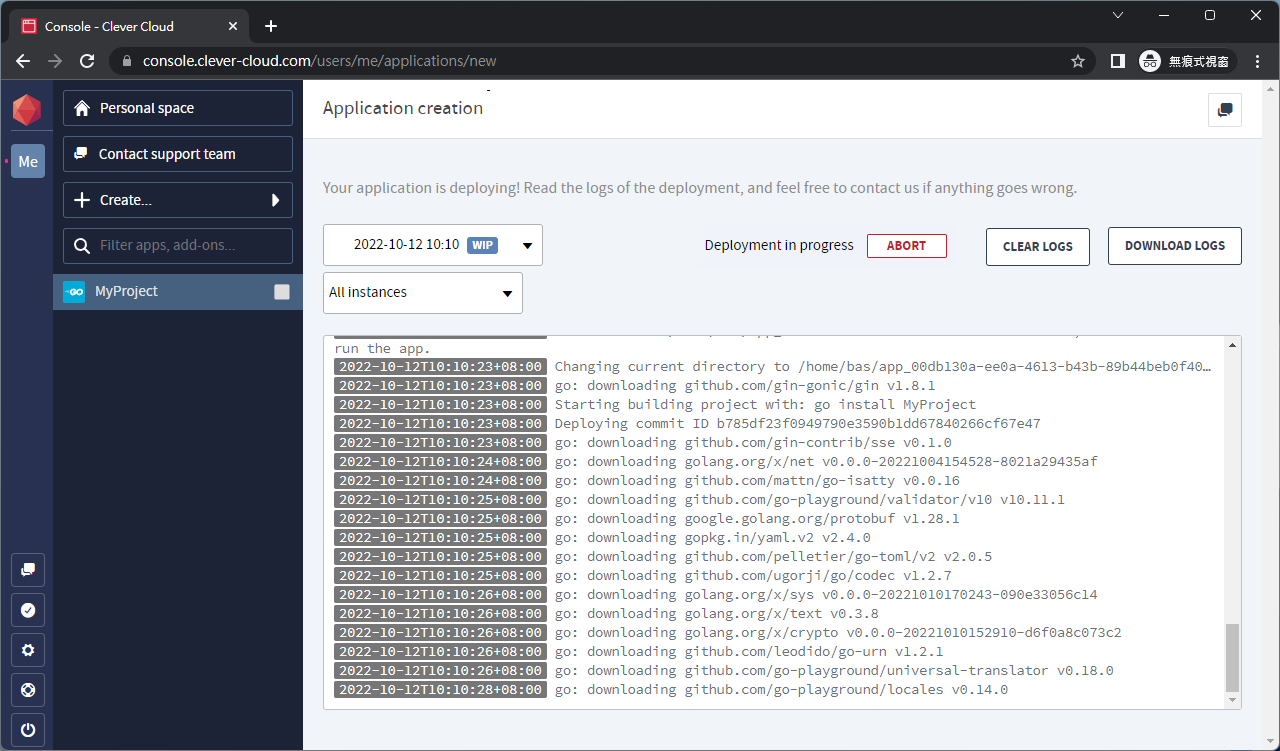 Console - Clever Cloud
console.clever-cloud.com/users/me/applications/new
無痕式視窗
Me
Personal space
Contact support team
Create...
Filter apps, add-ons...
GO
MyProject
Application creation
Your application is deploying! Read the logs of the deployment, and feel free to contact us if anything goes wrong.
2022-10-12 10:10 WIP
Deployment in progress ABORT CLEAR LOGS DOWNLOAD LOGS
All instances
run the app.
2022-10-12T10:10:23+08:00 Changing current directory to /home/bas/app_00db130a-ee0a-4613-b43b-89b44beb0f40…
2022-10-12T10:10:23+08:00 go: downloading github.com/gin-gonic/gin v1.8.1
2022-10-12T10:10:23+08:00 Starting building project with: go install MyProject
2022-10-12T10:10:23+08:00 Deploying commit ID b785df23f0949790e3590b1dd67840266cf67e47
2022-10-12T10:10:23+08:00 go: downloading github.com/gin-contrib/sse v0.1.0
2022-10-12T10:10:24+08:00 go: downloading golang.org/x/net v0.0.0-20221004154528-8021a29435af
2022-10-12T10:10:24+08:00 go: downloading github.com/mattn/go-isatty v0.0.16
2022-10-12T10:10:25+08:00 go: downloading github.com/go-playground/validator/v10 v10.11.1
2022-10-12T10:10:25+08:00 go: downloading google.golang.org/protobuf v1.28.1
2022-10-12T10:10:25+08:00 go: downloading gopkg.in/yaml.v2 v2.4.0
2022-10-12T10:10:25+08:00 go: downloading github.com/pelletier/go-toml/v2 v2.0.5
2022-10-12T10:10:25+08:00 go: downloading github.com/ugorji/go/codec v1.2.7
2022-10-12T10:10:26+08:00 go: downloading golang.org/x/sys v0.0.0-20221010170243-090e33056c14
2022-10-12T10:10:26+08:00 go: downloading golang.org/x/text v0.3.8
2022-10-12T10:10:26+08:00 go: downloading golang.org/x/crypto v0.0.0-20221010152910-d6f0a8c073c2
2022-10-12T10:10:26+08:00 go: downloading github.com/leodido/go-urn v1.2.1
2022-10-12T10:10:26+08:00 go: downloading github.com/go-playground/universal-translator v0.18.0
2022-10-12T10:10:28+08:00 go: downloading github.com/go-playground/locales v0.14.0